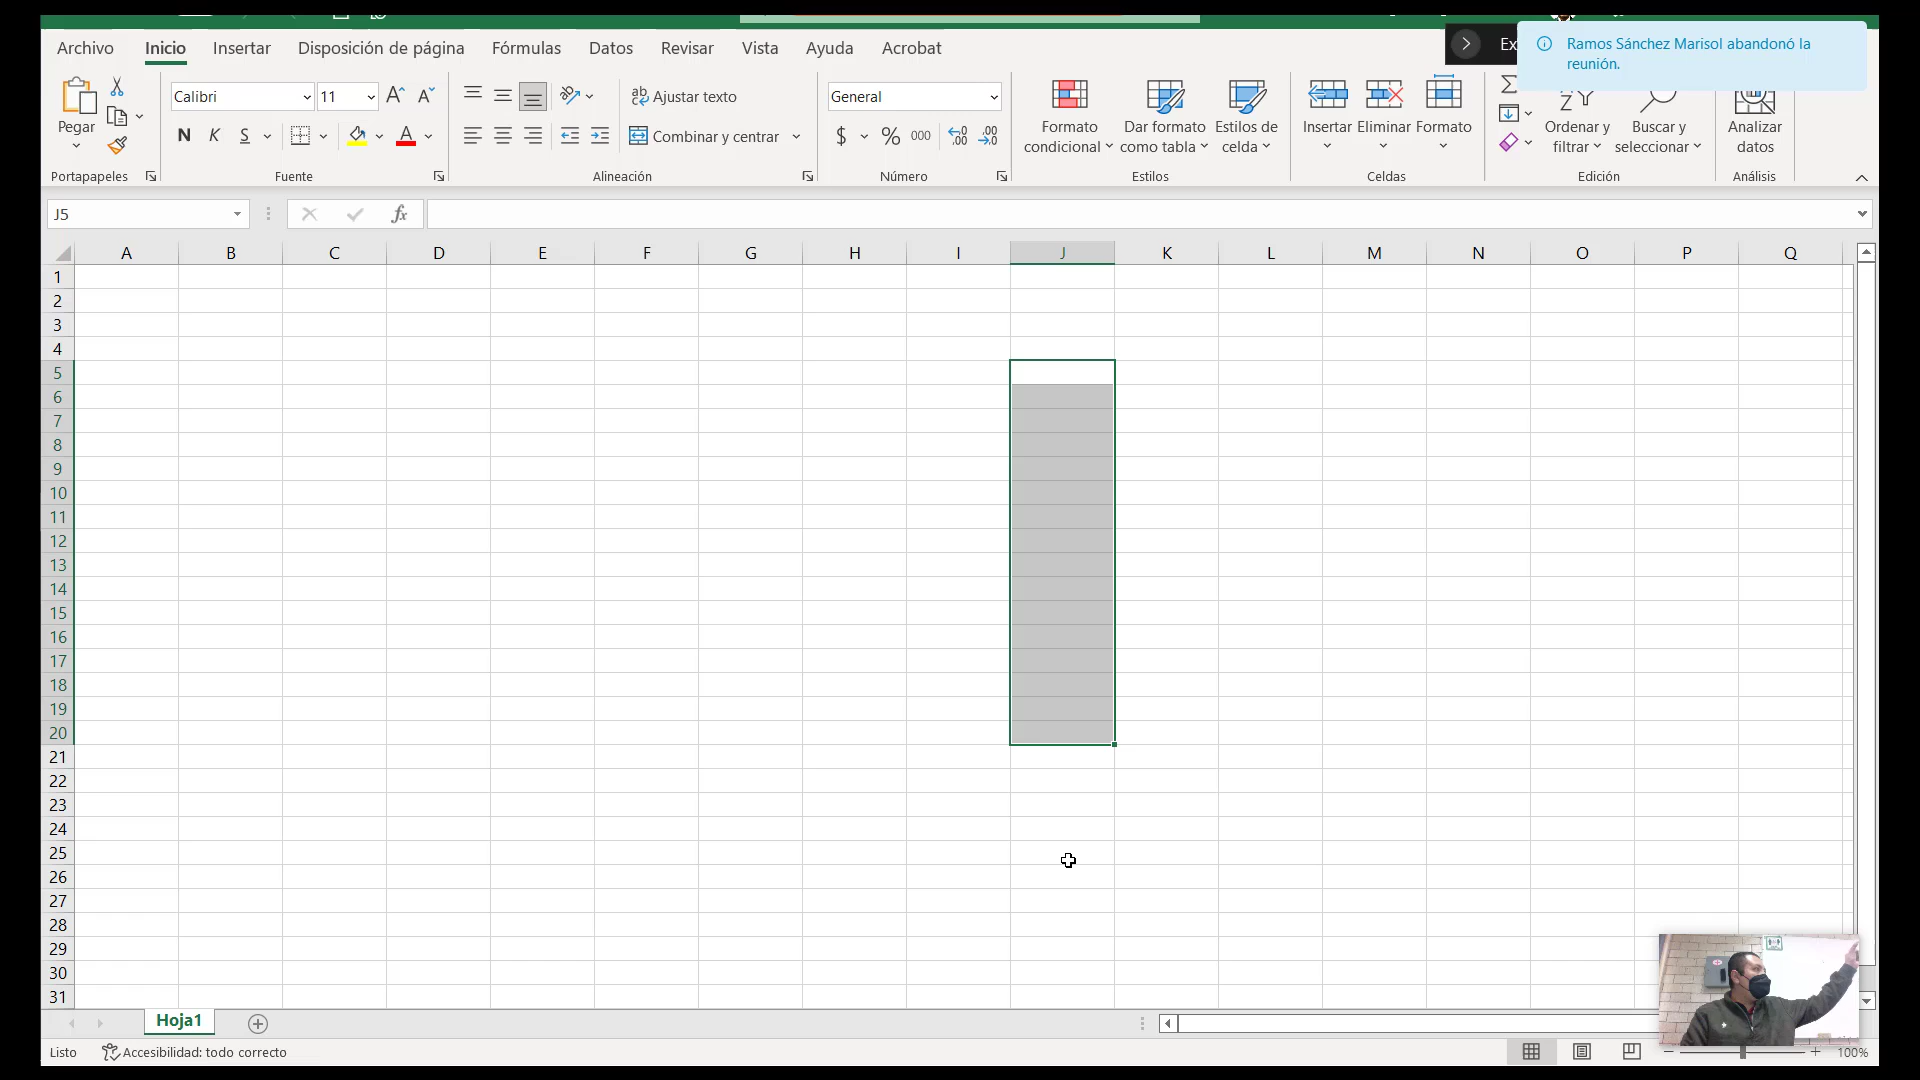 Archivo Inicio Insertar Disposición de página Fórmulas Datos Revisar Vista Ayuda Acrobat
Ex
Ramos Sánchez Marisol abandonó la
reunión.
Pegar
Portapapeles
Calibri 11
N K S
A
Fuente
ab Ajustar texto
Combinar y centrar
Alineación
General
$ % 000
Número
Formato
condicional
Dar formato
como tabla
Estilos de
celda
Estilos
Insertar Eliminar Formato
Celdas
Ordenar y
filtrar
Buscar y
seleccionar
Edición
Analizar
datos
Análisis
J5
fx
A B C D E F G H I J K L M N O P Q
1
2
3
4
5
6
7
8
9
10
11
12
13
14
15
16
17
18
19
20
21
22
23
24
25
26
27
28
29
30
31
Hoja1
Listo
Accesibilidad: todo correcto
100%